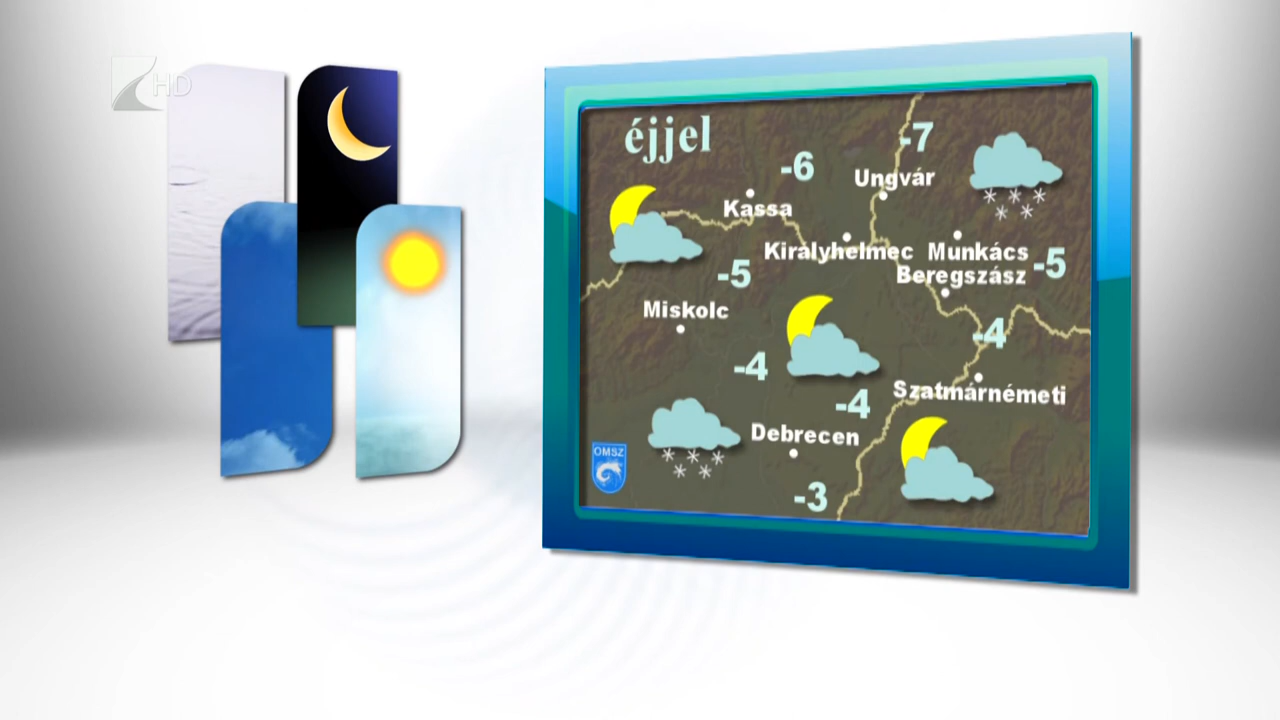 HD
éjjel
-7
-6
Ungvár
Kassa
Királyhelmec
Munkács
-5
Beregszász
-5
Miskolc
-4
-4
Szatmárnémeti
-4
Debrecen
OMSZ
-3